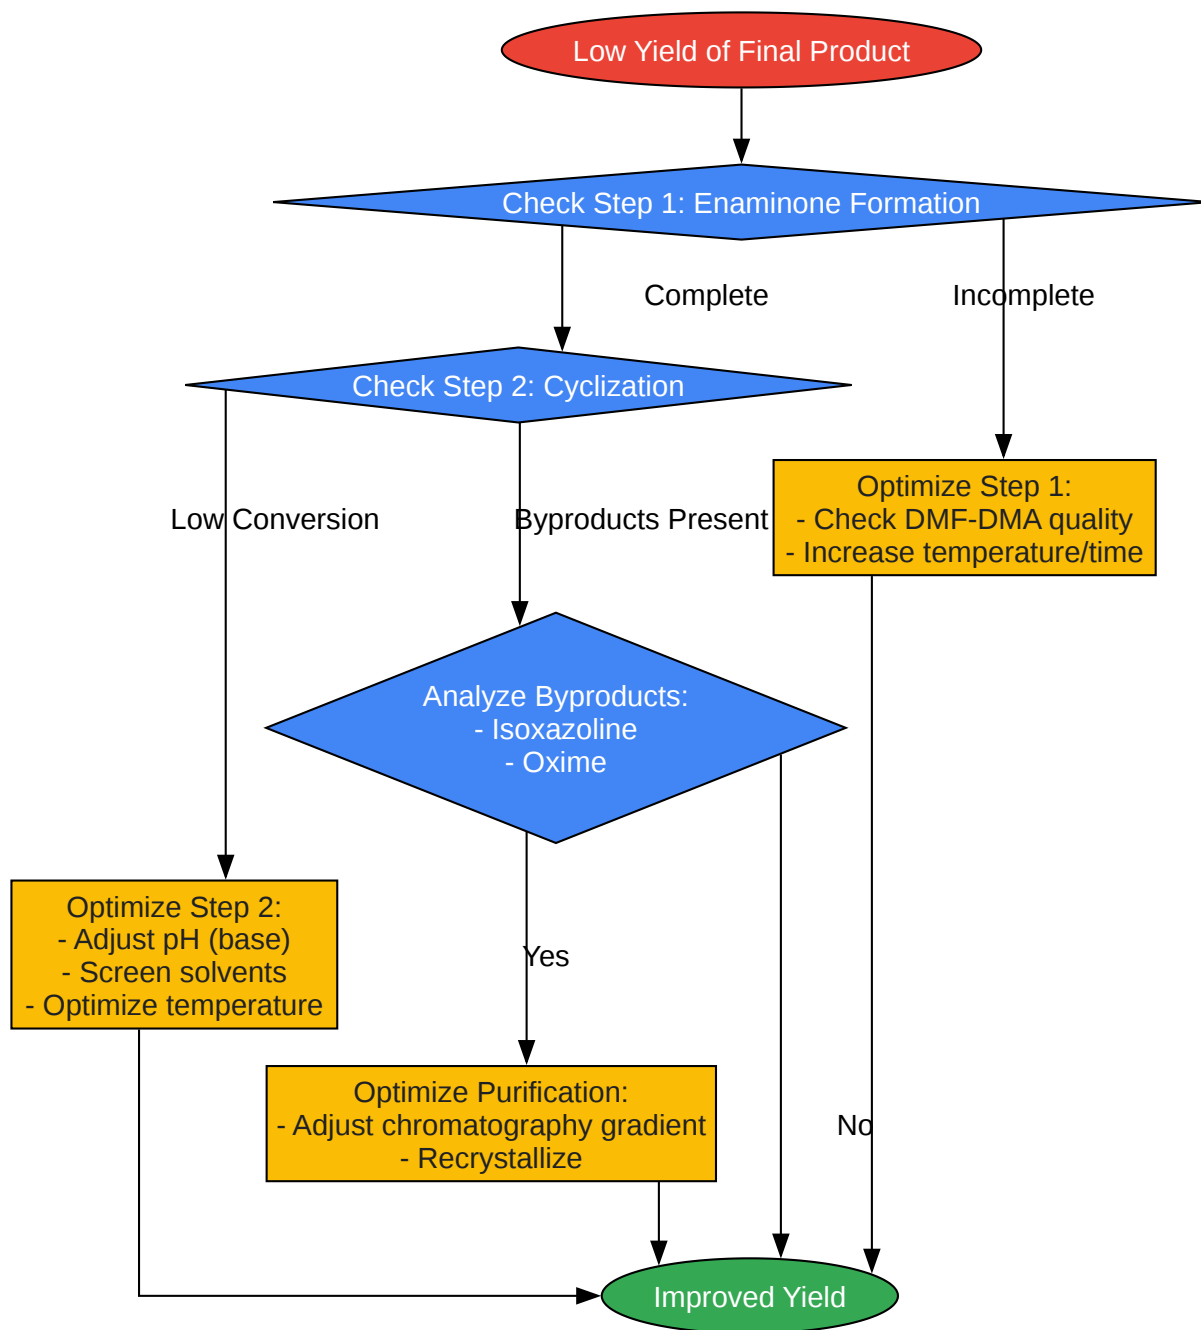 Low Yield of Final Product
Check Step 1: Enaminone Formation
Complete
Incomplete
Check Step 2: Cyclization
Optimize Step 1:
- Check DMF-DMA quality
- Increase temperature/time
Low Conversion
Byproducts Present
Analyze Byproducts:
- Isoxazoline
- Oxime
Optimize Step 2:
- Adjust pH (base)
- Screen solvents
- Optimize temperature
Yes
Optimize Purification:
- Adjust chromatography gradient
- Recrystallize
No
Improved Yield